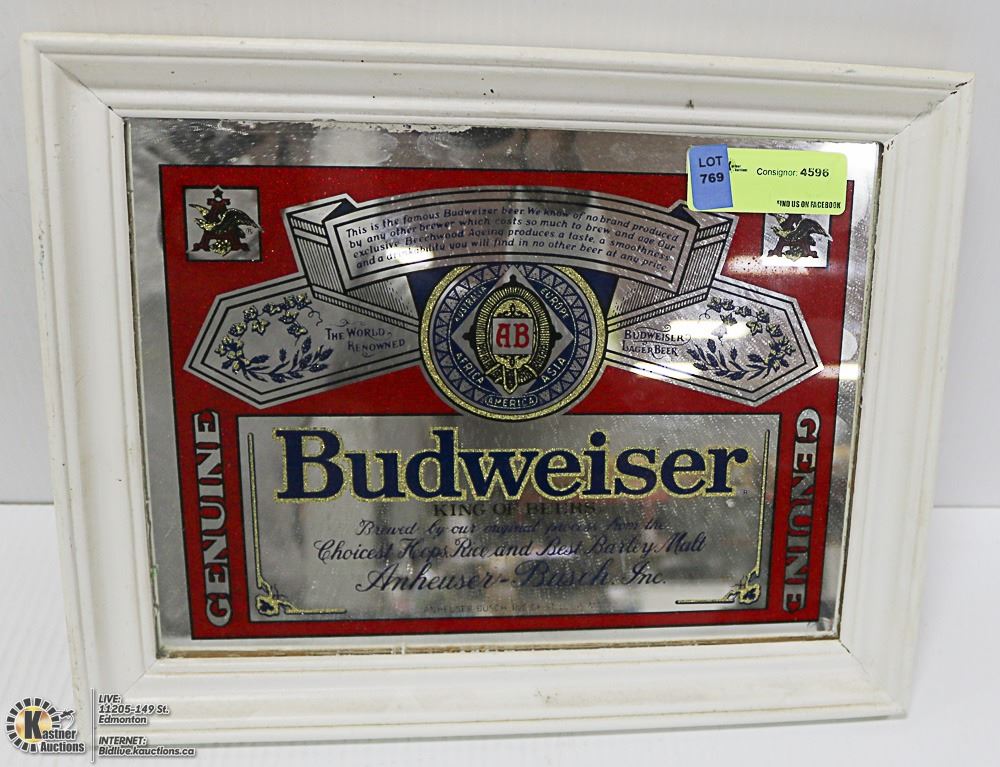 LOT
769
Consignor: 4596
FIND US ON FACEBOOK
This is the famous Budweiser beer. We know of no brand produced
by any other brewer which costs so much to brew and age. Our
exclusive Beechwood Ageing produces a taste, a smoothness
and a drinkability you will find in no other beer at any price.
THE WORLD
RENOWNED
AUSTRALIA
EUROPE
AFRICA
ASIA
AMERICA
AB
BUDWEISER
LAGER BEER
GENUINE
GENUINE
Budweiser
KING OF BEERS
Brewed by our original process from the
Choicest Hops, Rice and Best Barley Malt
Anheuser-Busch, Inc.
ANHEUSER-BUSCH, INC.
Kastner
Auctions
LIVE:
11205-149 St.
Edmonton
INTERNET:
Bidlive.kauctions.ca